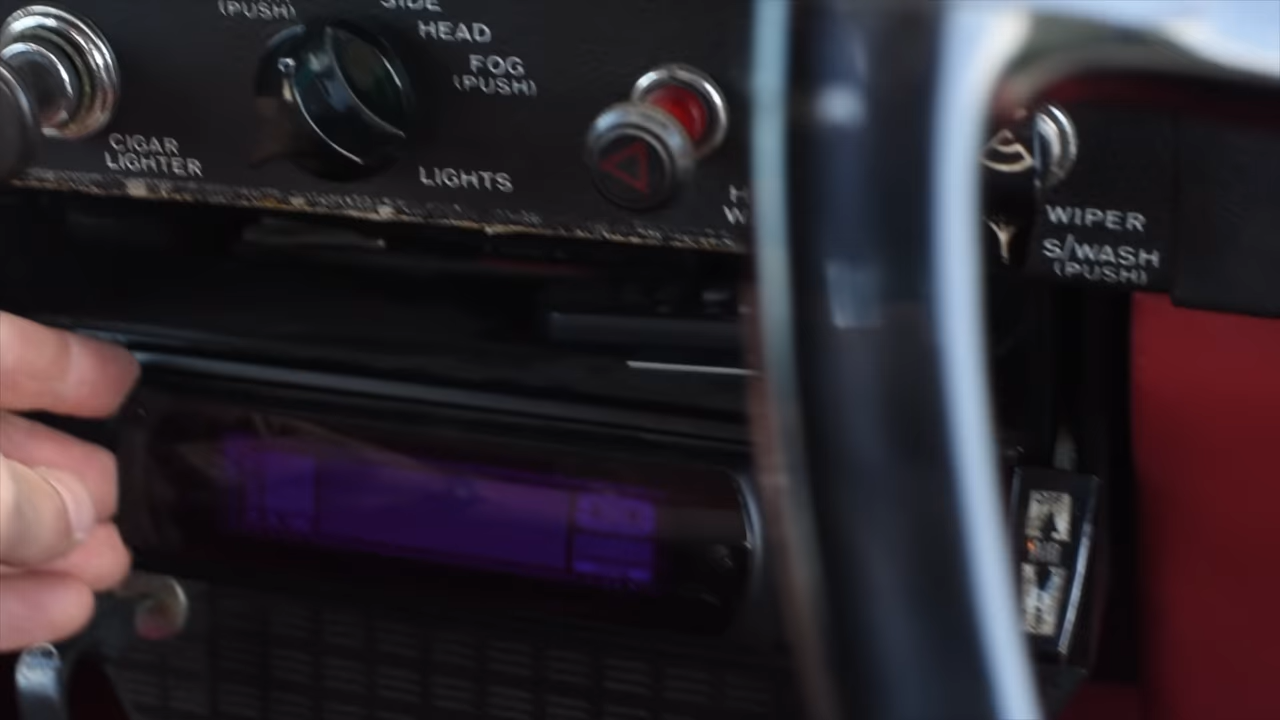 (PUSH)
SIDE
HEAD
FOG
(PUSH)
CIGAR
LIGHTER
LIGHTS
H
W
WIPER
S/WASH
(PUSH)